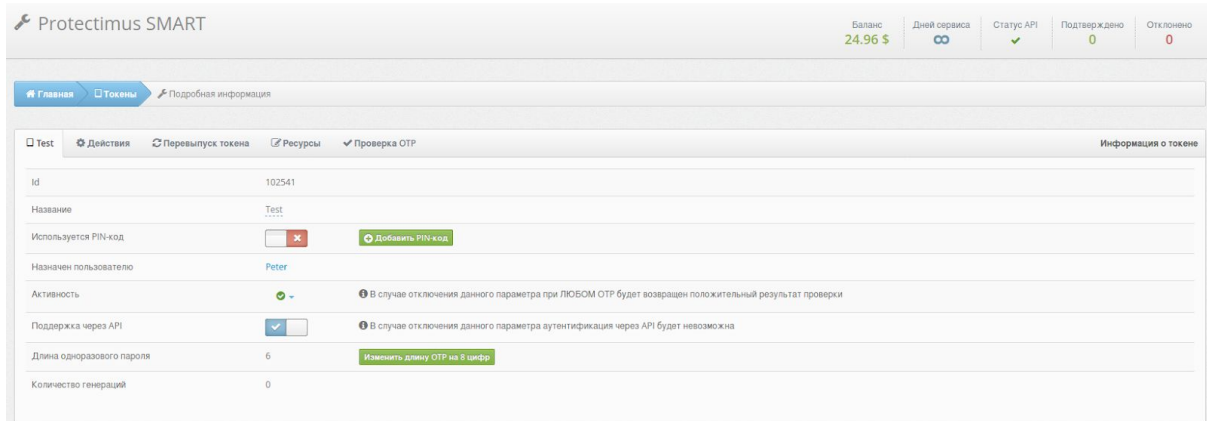 Protectimus SMART
Баланс Дней сервиса Статус API Подтверждено Отклонено
24.96 $ ∞ ✓ 0 0
Главная Токены Подробная информация
Test Действия Перевыпуск токена Ресурсы Проверка OTP Информация о токене
Id 102541
Название Test
Используется PIN-код Добавить PIN-код
Назначен пользователю Peter
Активность В случае отключения данного параметра при ЛЮБОМ OTP будет возвращен положительный результат проверки
Поддержка через API В случае отключения данного параметра аутентификация через API будет невозможна
Длина одноразового пароля 6 Изменить длину OTP на 8 цифр
Количество генераций 0